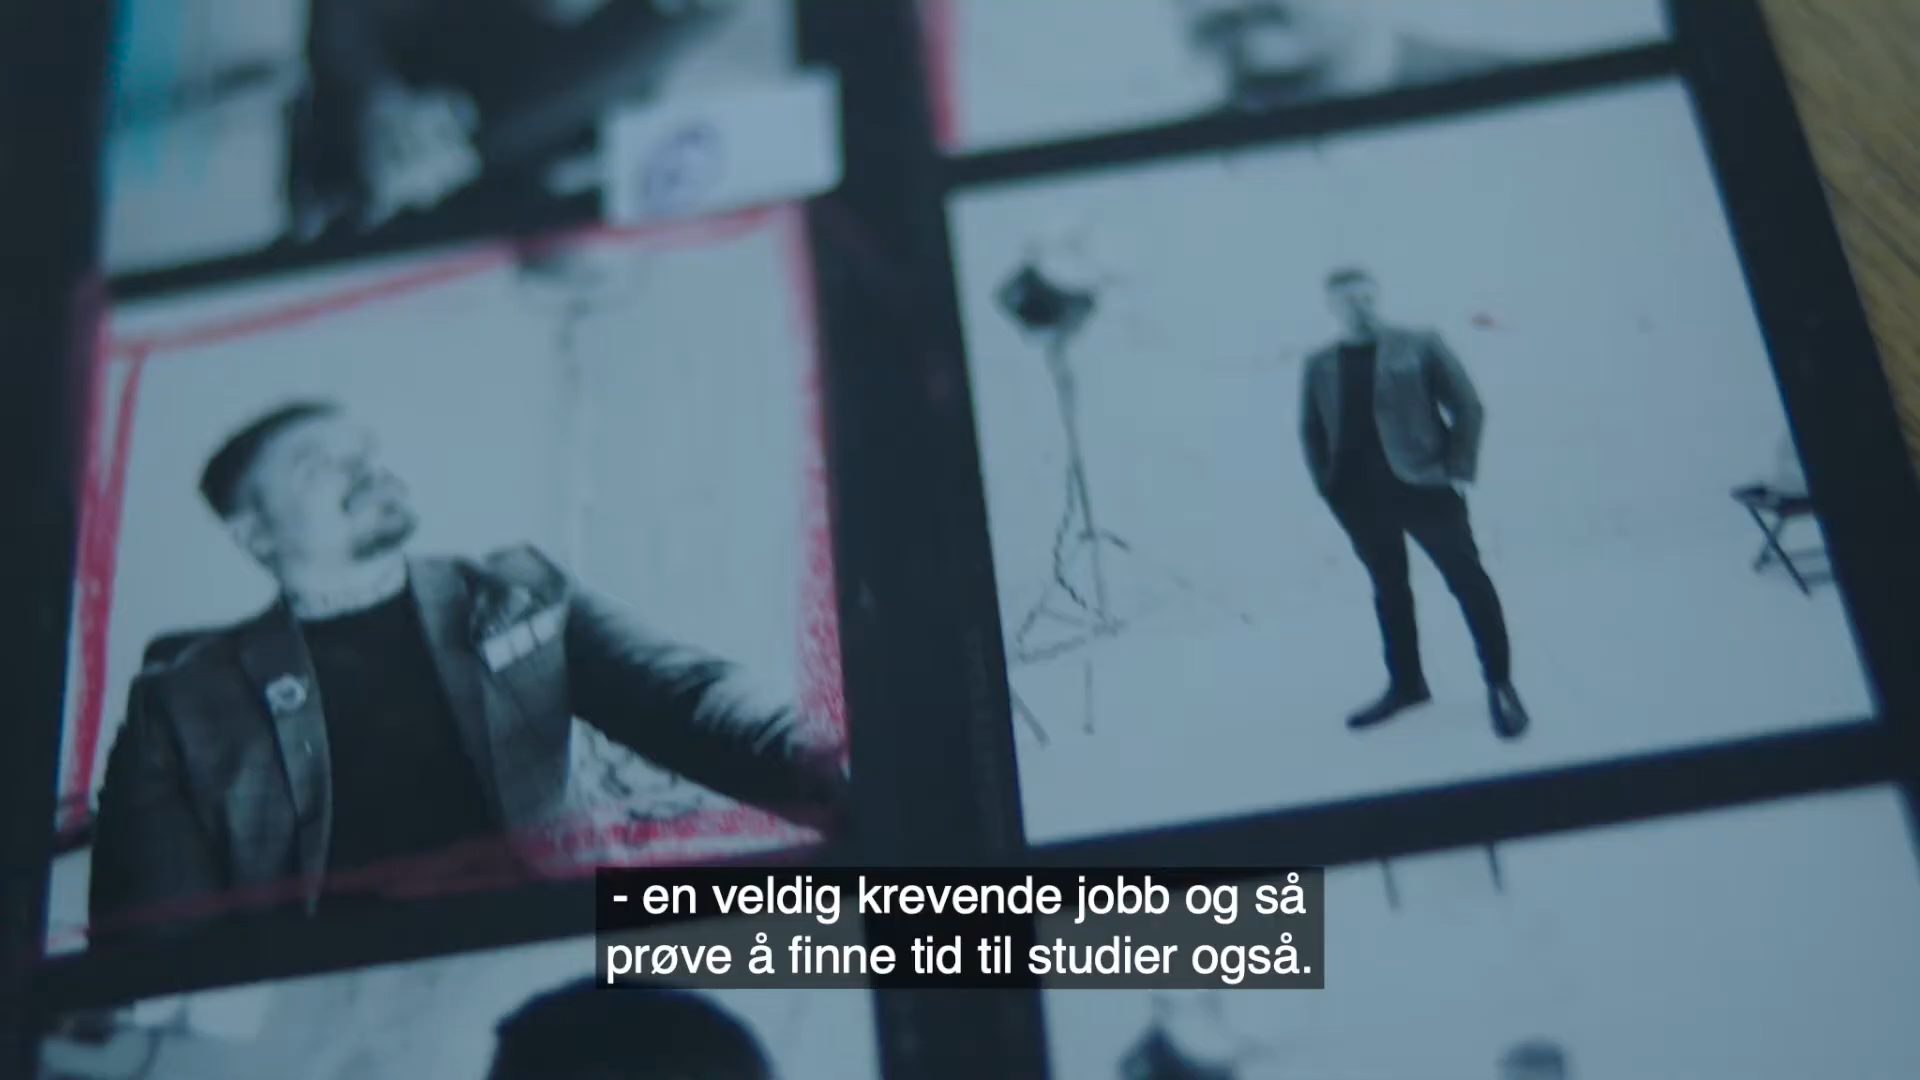 - en veldig krevende jobb og så
prøve å finne tid til studier også.